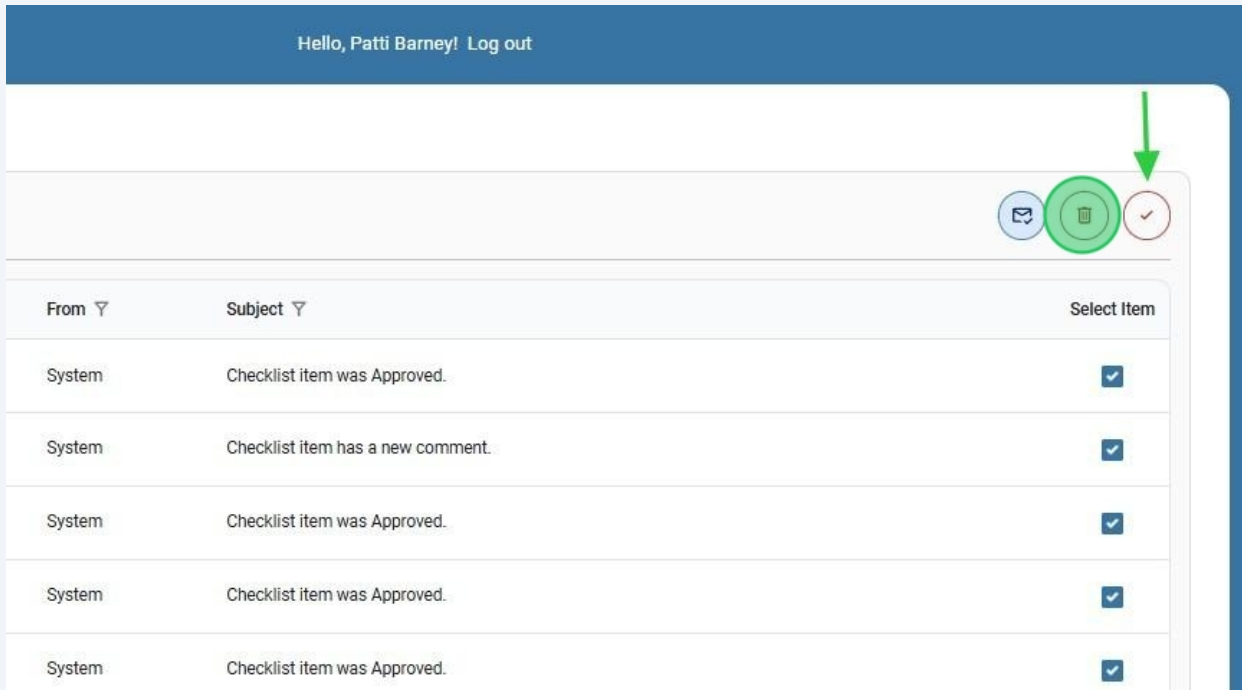 Hello, Patti Barney! Log out
From Subject Select Item
System Checklist item was Approved.
System Checklist item has a new comment.
System Checklist item was Approved.
System Checklist item was Approved.
System Checklist item was Approved.